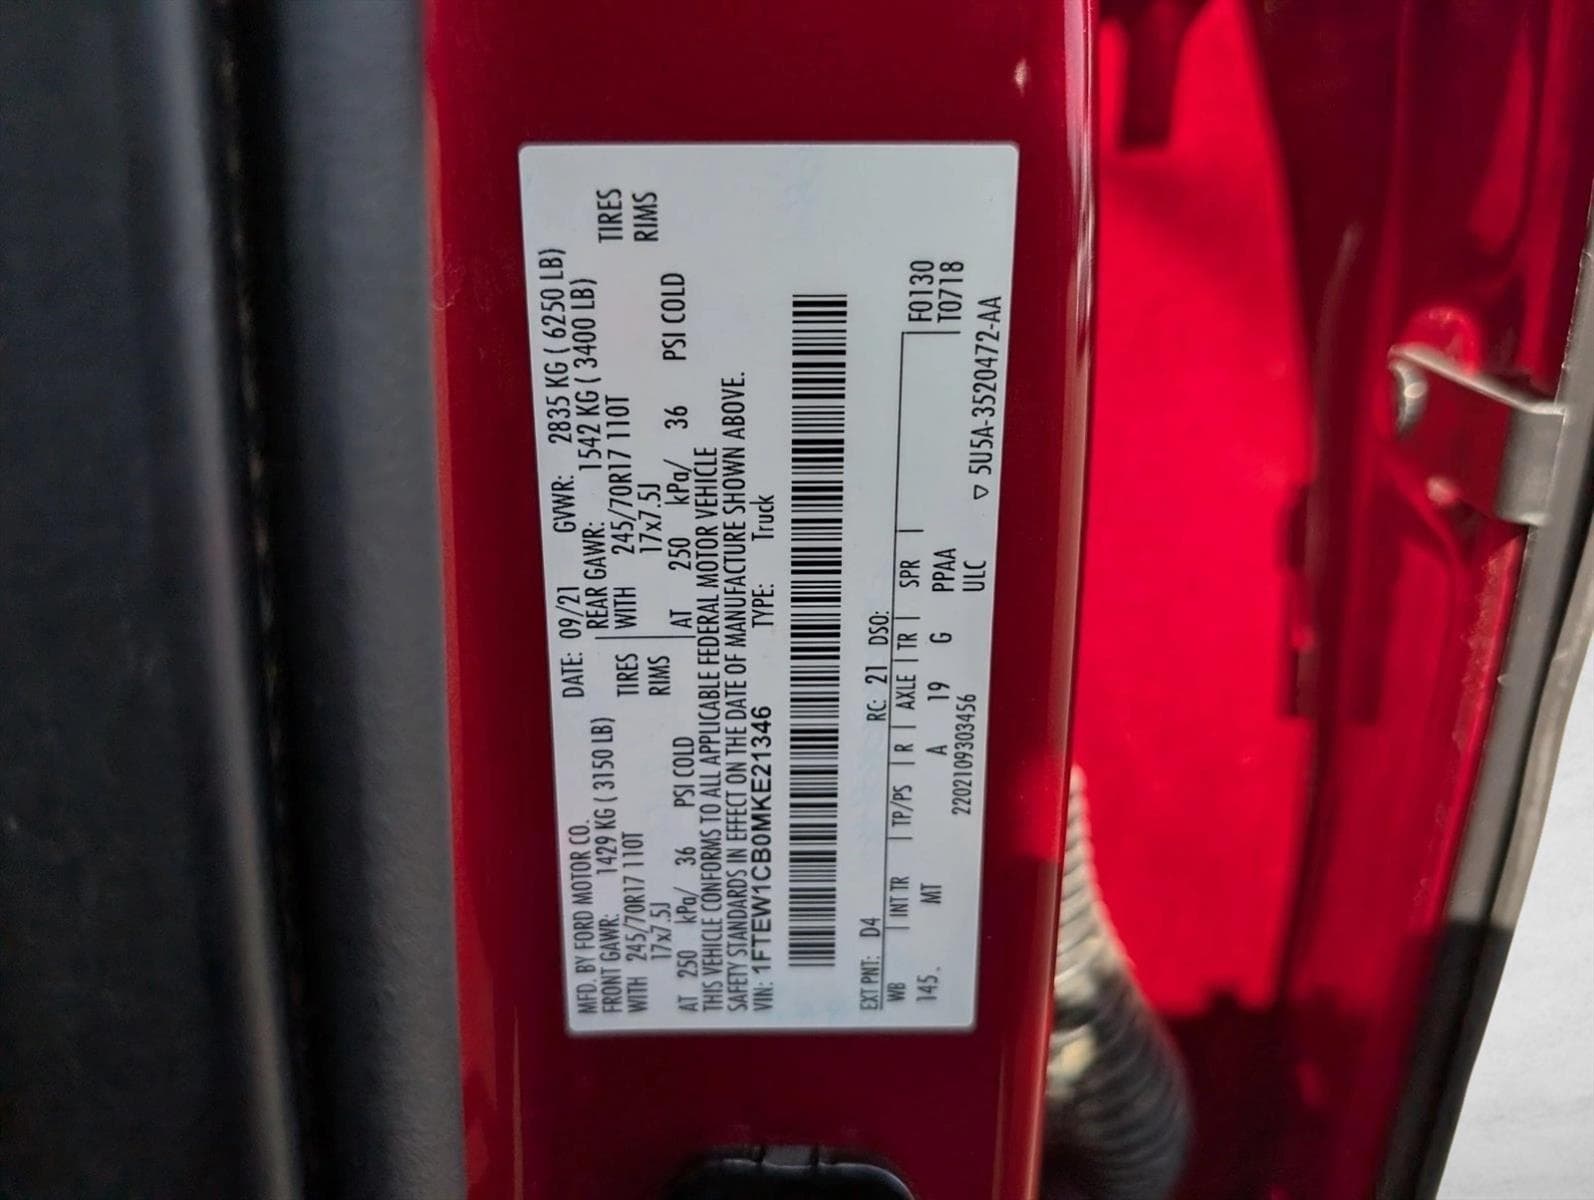 MFD. BY FORD MOTOR CO. DATE: 09/21 GVWR: 2835 KG ( 6250 LB)
FRONT GAWR: 1429 KG ( 3150 LB) REAR GAWR: 1542 KG ( 3400 LB)
WITH 245/70R17 110T TIRES WITH 245/70R17 110T TIRES
17x7.5J RIMS 17x7.5J RIMS
AT 250 kPa/ 36 PSI COLD AT 250 kPa/ 36 PSI COLD
THIS VEHICLE CONFORMS TO ALL APPLICABLE FEDERAL MOTOR VEHICLE
SAFETY STANDARDS IN EFFECT ON THE DATE OF MANUFACTURE SHOWN ABOVE.
VIN: 1FTEW1CB0MKE21346 TYPE: Truck
EXT PNT: D4 RC: 21 DSO:
WB INT TR TP/PS R AXLE TR SPR F0130
145. MT A 19 G PPAA T0718
2202109303456 ULC ▽ 5U5A-3520472-AA